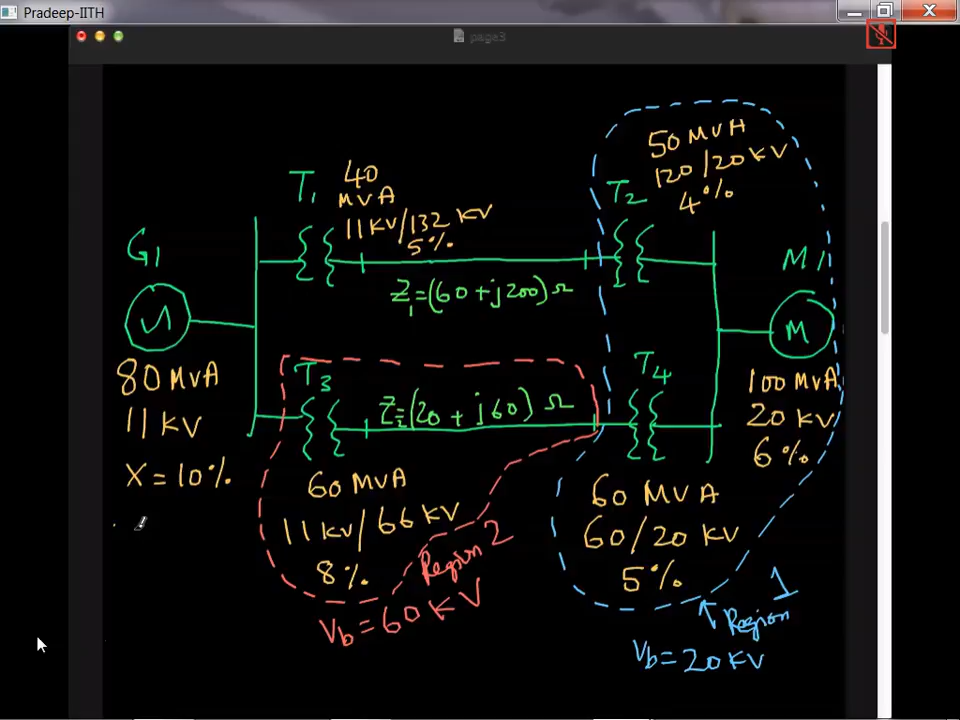 Pradeep-IITH
page3
50 MVA
120/20 KV
4%
T2
T1
40
MVA
11 KV/132 KV
5%
G1
Z1=(60+j200)Ω
M1
M
80 MVA
11 KV
X = 10%
T3
Z2=(20 + j60) Ω
T4
100 MVA
20 KV
6%
60 MVA
11 KV/66 KV
8%
Region 2
Vb = 60 KV
60 MVA
60/20 KV
5%
Region 1
Vb= 20 KV